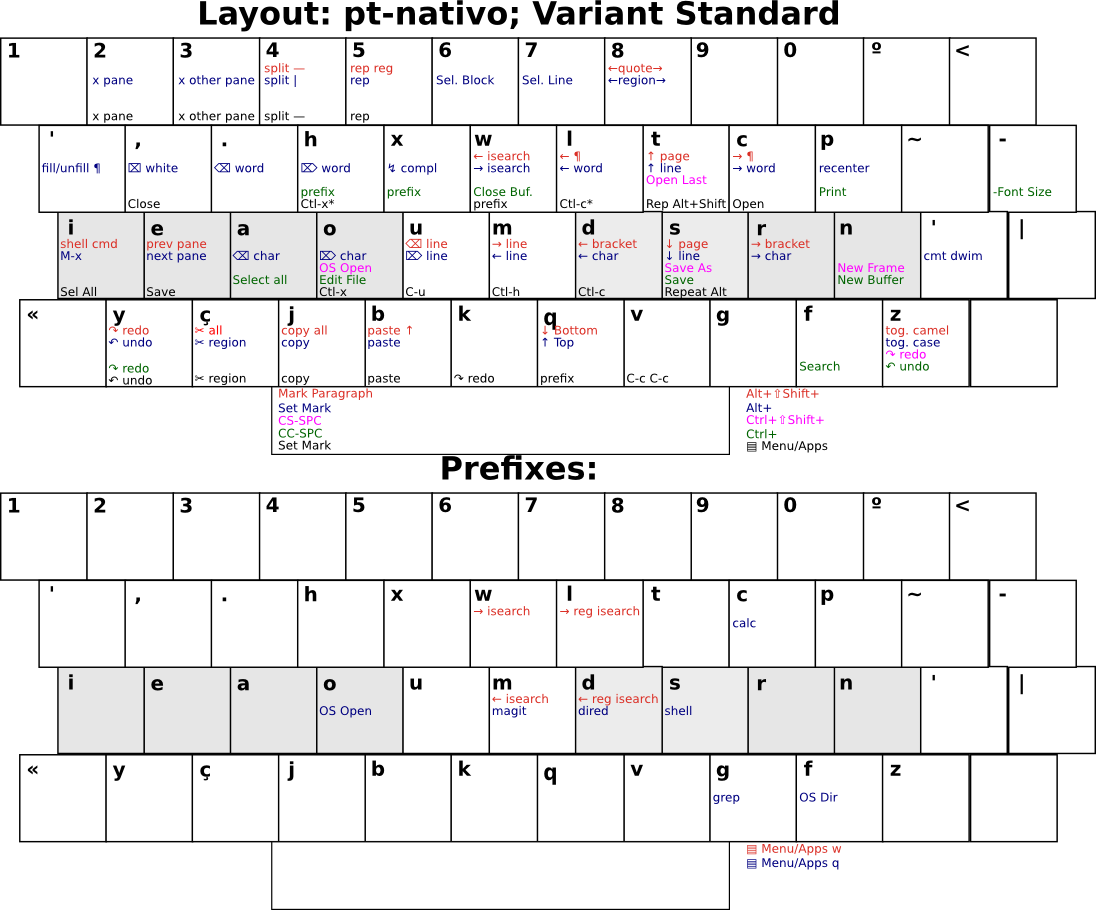 Layout: pt-nativo; Variant Standard
1 2 3 4 5 6 7 8 9 0 º <
split — rep reg ←quote→
x pane x other pane split | rep Sel. Block Sel. Line ←region→
x pane x other pane split — rep
' , . h x w l t c p ~ -
← isearch ← ¶ ↑ page → ¶
fill/unfill ¶ ⌧ white ⌫ word ⌦ word ↯ compl → isearch ← word ↑ line → word recenter
Open Last
prefix prefix Close Buf. Print -Font Size
Close Ctl-x* prefix Ctl-c* Rep Alt+Shift Open
i e a o u m d s r n ' |
shell cmd prev pane ⌫ line → line ← bracket ↓ page → bracket
M-x next pane ⌫ char ⌦ char ⌦ line ← line ← char ↓ line → char cmt dwim
OS Open Save As New Frame
Select all Edit File Save New Buffer
Sel All Save Ctl-x C-u Ctl-h Ctl-c Repeat Alt
« y ç j b k q v g f z
↷ redo ✂ all copy all paste ↑ ↓ Bottom tog. camel
↶ undo ✂ region copy paste ↑ Top tog. case
↷ redo
↷ redo Search ↶ undo
↶ undo ✂ region copy paste ↷ redo prefix C-c C-c
Mark Paragraph Alt+⇧Shift+
Set Mark Alt+
CS-SPC Ctrl+⇧Shift+
CC-SPC Ctrl+
Set Mark ▤ Menu/Apps
Prefixes:
1 2 3 4 5 6 7 8 9 0 º <
' , . h x w l t c p ~ -
→ isearch → reg isearch
calc
i e a o u m d s r n ' |
← isearch ← reg isearch
OS Open magit dired shell
« y ç j b k q v g f z
grep OS Dir
▤ Menu/Apps w
▤ Menu/Apps q